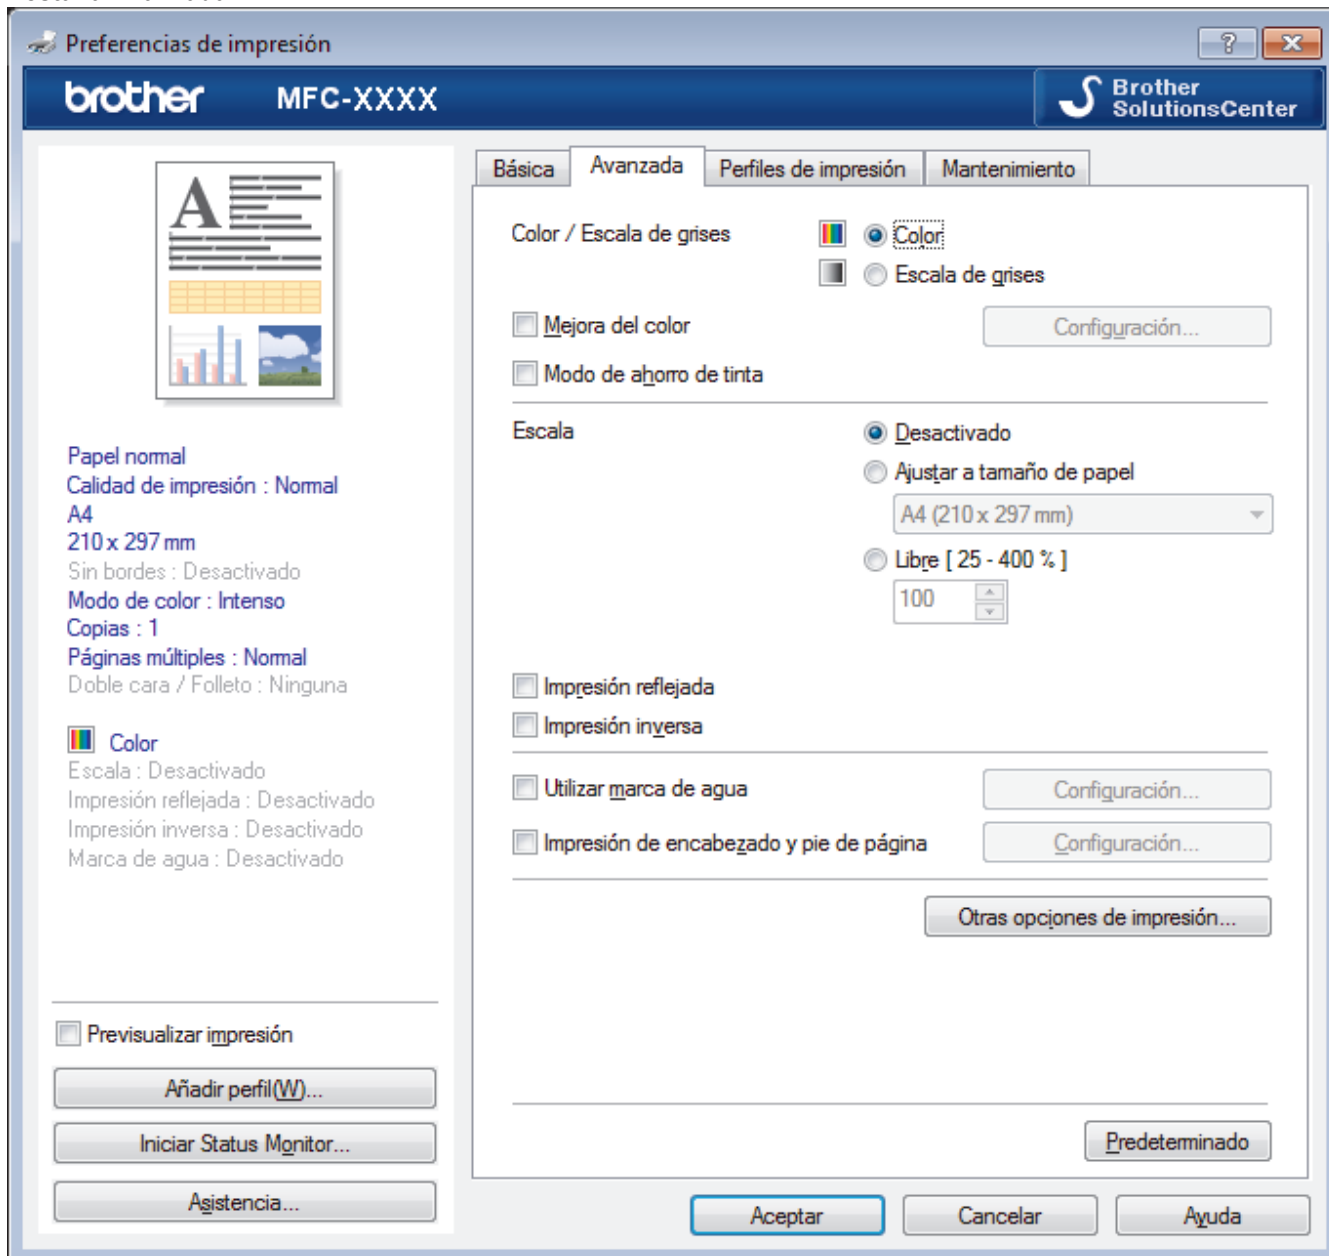 Preferencias de impresión
brother MFC-XXXX
Brother
SolutionsCenter
A
Papel normal
Calidad de impresión : Normal
A4
210 x 297 mm
Sin bordes : Desactivado
Modo de color : Intenso
Copias : 1
Páginas múltiples : Normal
Doble cara / Folleto : Ninguna
Color
Escala : Desactivado
Impresión reflejada : Desactivado
Impresión inversa : Desactivado
Marca de agua : Desactivado
Previsualizar impresión
Añadir perfil(W)...
Iniciar Status Monitor...
Asistencia...
Básica Avanzada Perfiles de impresión Mantenimiento
Color / Escala de grises Color
Escala de grises
Mejora del color Configuración...
Modo de ahorro de tinta
Escala Desactivado
Ajustar a tamaño de papel
A4 (210 x 297 mm)
Libre [ 25 - 400 % ]
100
Impresión reflejada
Impresión inversa
Utilizar marca de agua Configuración...
Impresión de encabezado y pie de página Configuración...
Otras opciones de impresión...
Predeterminado
Aceptar Cancelar Ayuda